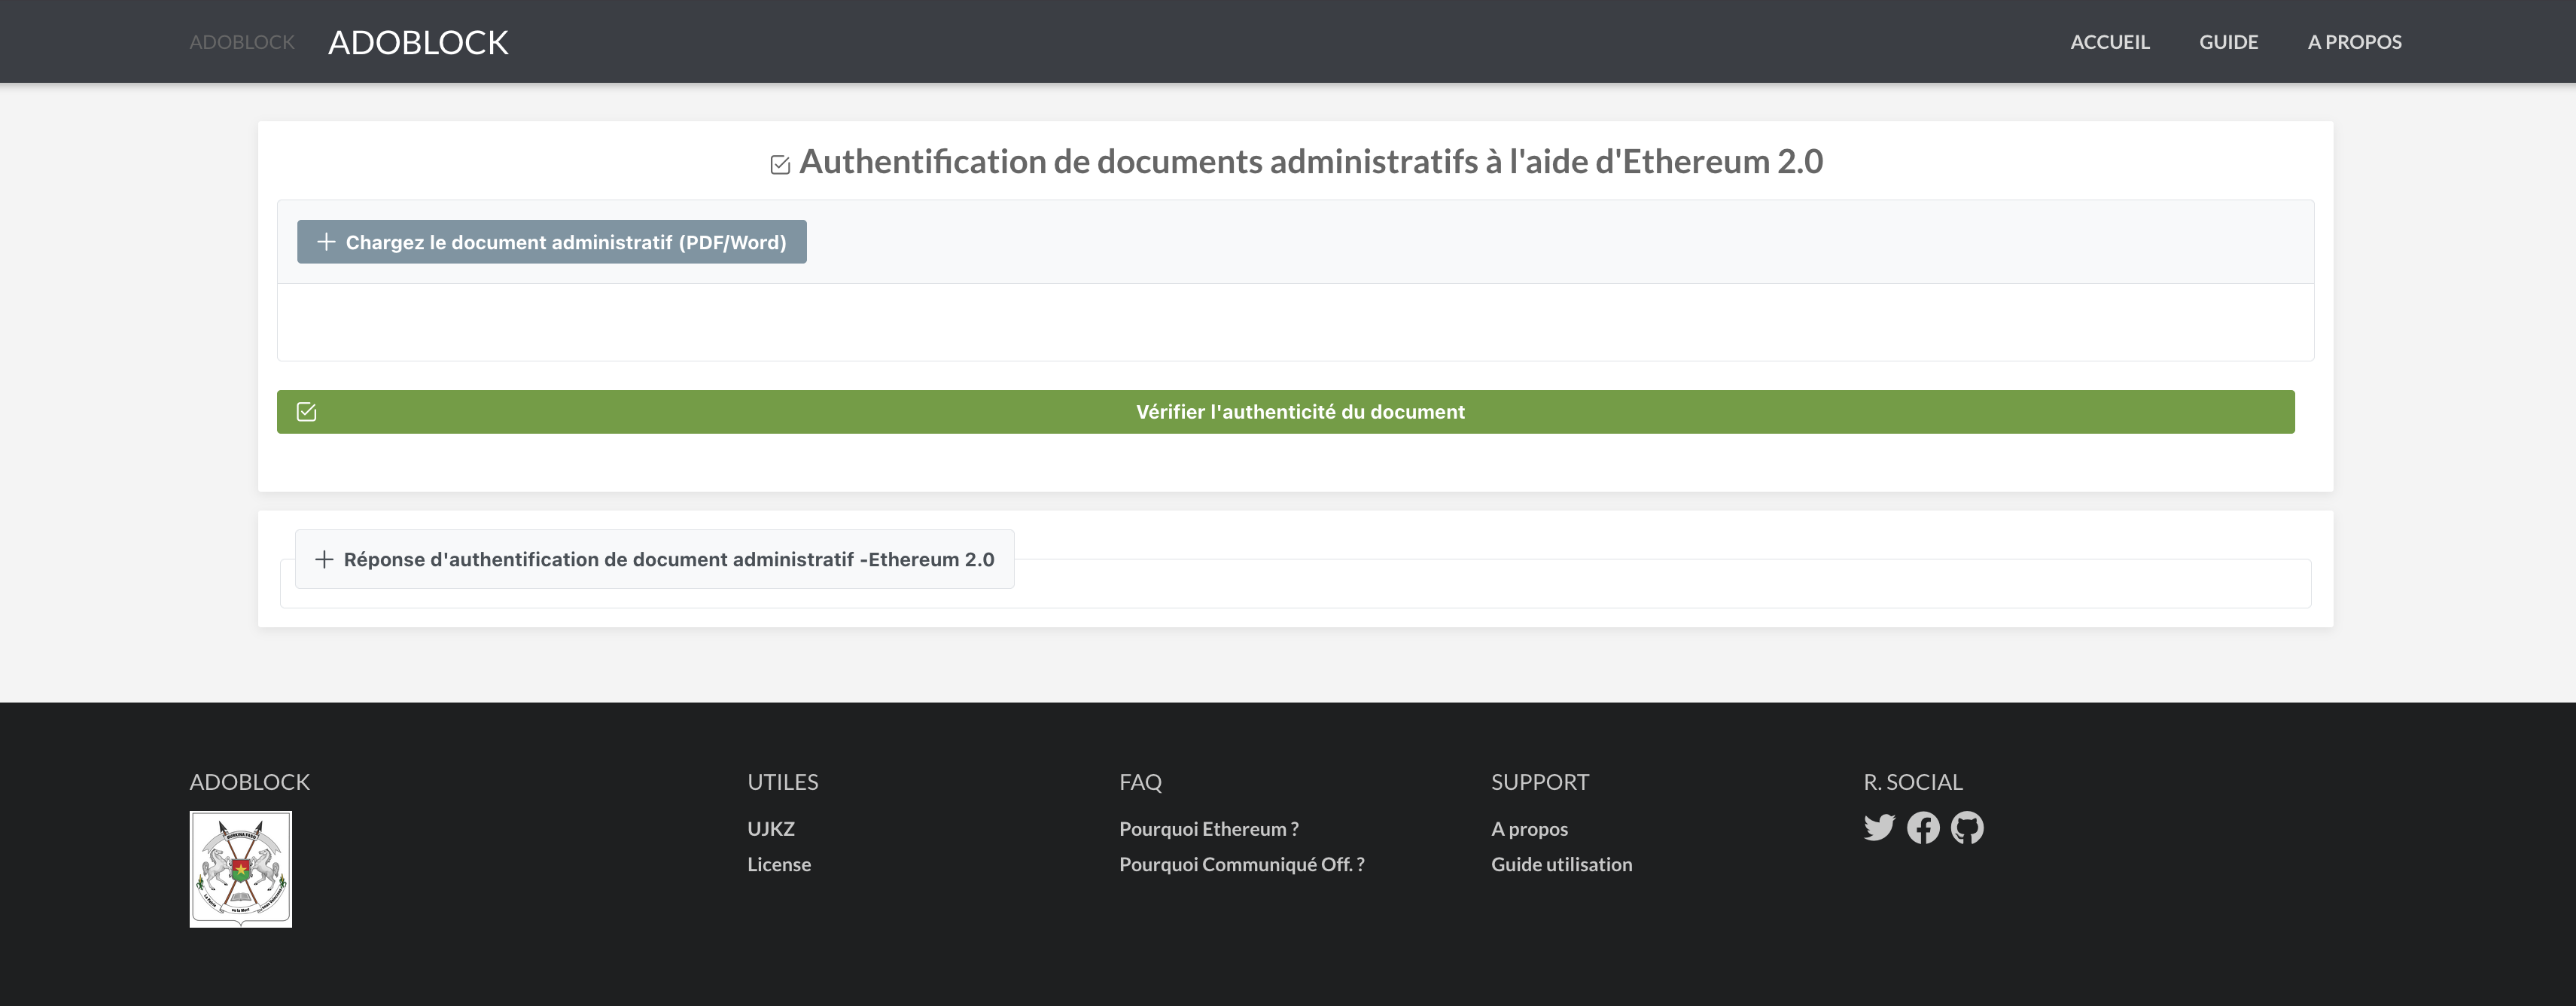 ADOBLOCK ADOBLOCK ACCUEIL GUIDE A PROPOS
Authentification de documents administratifs à l'aide d'Ethereum 2.0
Chargez le document administratif (PDF/Word)
Vérifier l'authenticité du document
Réponse d'authentification de document administratif -Ethereum 2.0
ADOBLOCK
BURKINA FASO
UTILES
UJKZ
License
FAQ
Pourquoi Ethereum ?
Pourquoi Communiqué Off. ?
SUPPORT
A propos
Guide utilisation
R. SOCIAL